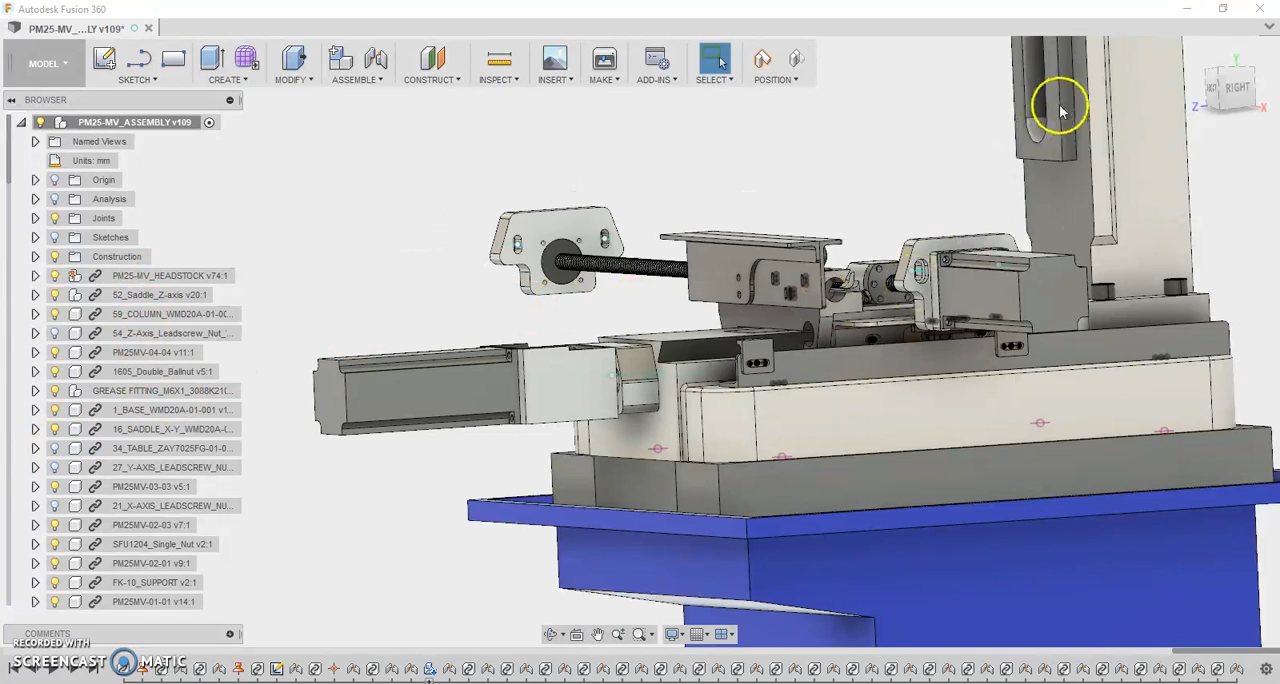 Autodesk Fusion 360
PM25-MV_...LY v109*
MODEL
SKETCH
CREATE
MODIFY
ASSEMBLE
CONSTRUCT
INSPECT
INSERT
MAKE
ADD-INS
SELECT
POSITION
BROWSER
PM25-MV_ASSEMBLY v109
Named Views
Units: mm
Origin
Analysis
Joints
Sketches
Construction
PM25-MV_HEADSTOCK v74:1
52_Saddle_Z-axis v20:1
59_COLUMN_WMD20A-01-00...
54_Z-Axis_Leadscrew_Nut_...
PM25MV-04-04 v11:1
1605_Double_Ballnut v5:1
GREASE FITTING_M6X1_3088K21(...
1_BASE_WMD20A-01-001 v1...
16_SADDLE_X-Y_WMD20A-...
34_TABLE_ZAY7025FG-01-01...
27_Y-AXIS_LEADSCREW_NU...
PM25MV-03-03 v5:1
21_X-AXIS_LEADSCREW_NU...
PM25MV-02-03 v7:1
SFU1204_Single_Nut v2:1
PM25MV-02-01 v9:1
FK-10_SUPPORT v2:1
PM25MV-01-01 v14:1
COMMENTS
RECORDED WITH
SCREENCAST MATIC
RIGHT
Y
Z
X